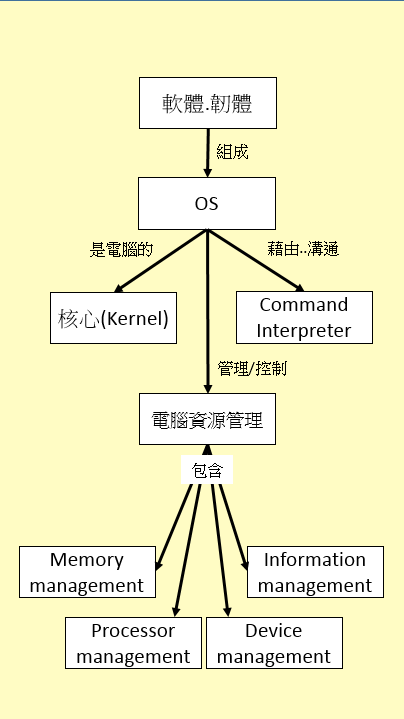 軟體.韌體
組成
OS
是電腦的
藉由..溝通
核心(Kernel)
Command
Interpreter
管理/控制
電腦資源管理
包含
Memory
management
Information
management
Processor
management
Device
management